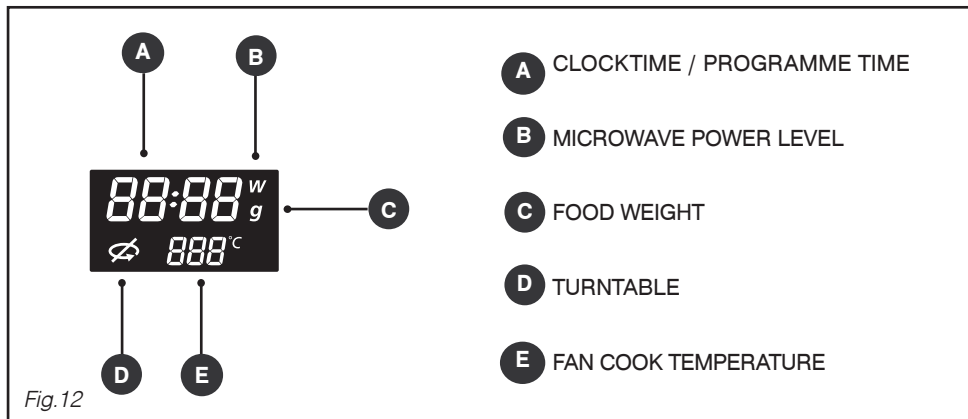 A
B
88:88 w
g
C
888 °C
D
E
Fig.12
A CLOCKTIME / PROGRAMME TIME
B MICROWAVE POWER LEVEL
C FOOD WEIGHT
D TURNTABLE
E FAN COOK TEMPERATURE